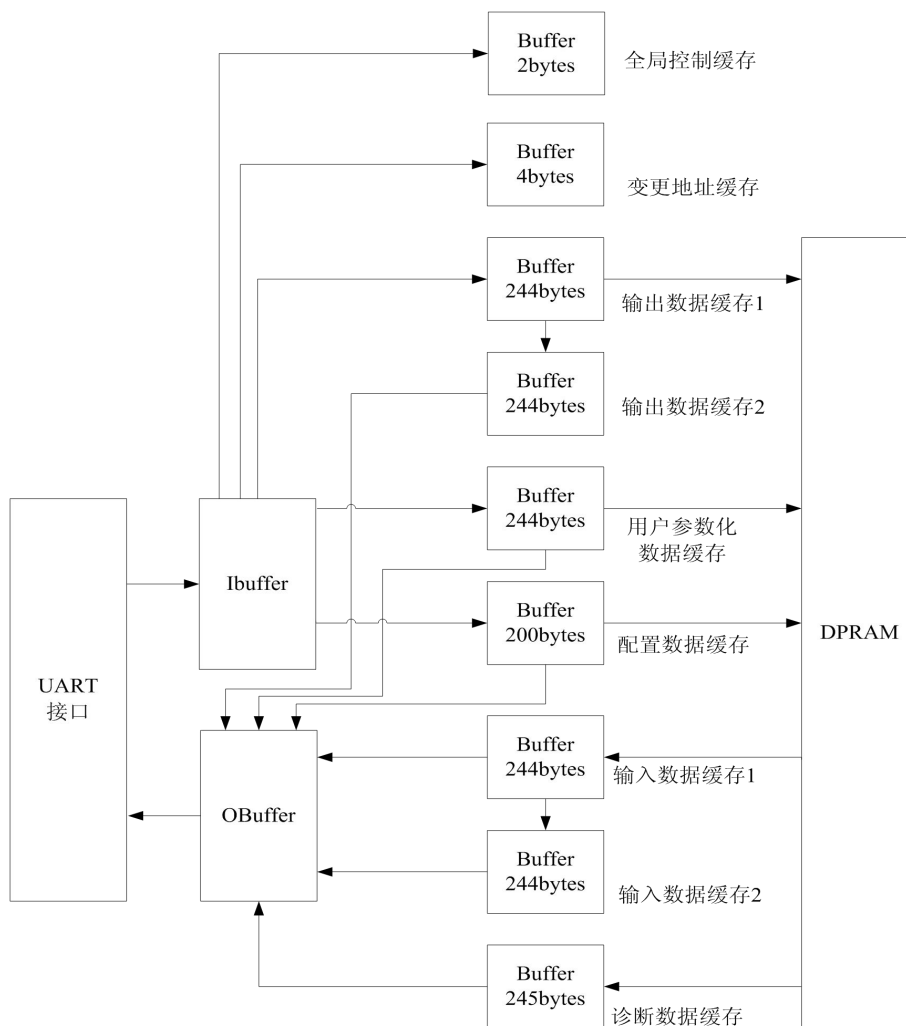 Buffer
2bytes
全局控制缓存
Buffer
4bytes
变更地址缓存
Buffer
244bytes
输出数据缓存1
Buffer
244bytes
输出数据缓存2
Buffer
244bytes
用户参数化
数据缓存
Ibuffer
Buffer
200bytes
配置数据缓存
DPRAM
UART
接口
Buffer
244bytes
输入数据缓存1
OBuffer
Buffer
244bytes
输入数据缓存2
Buffer
245bytes
诊断数据缓存